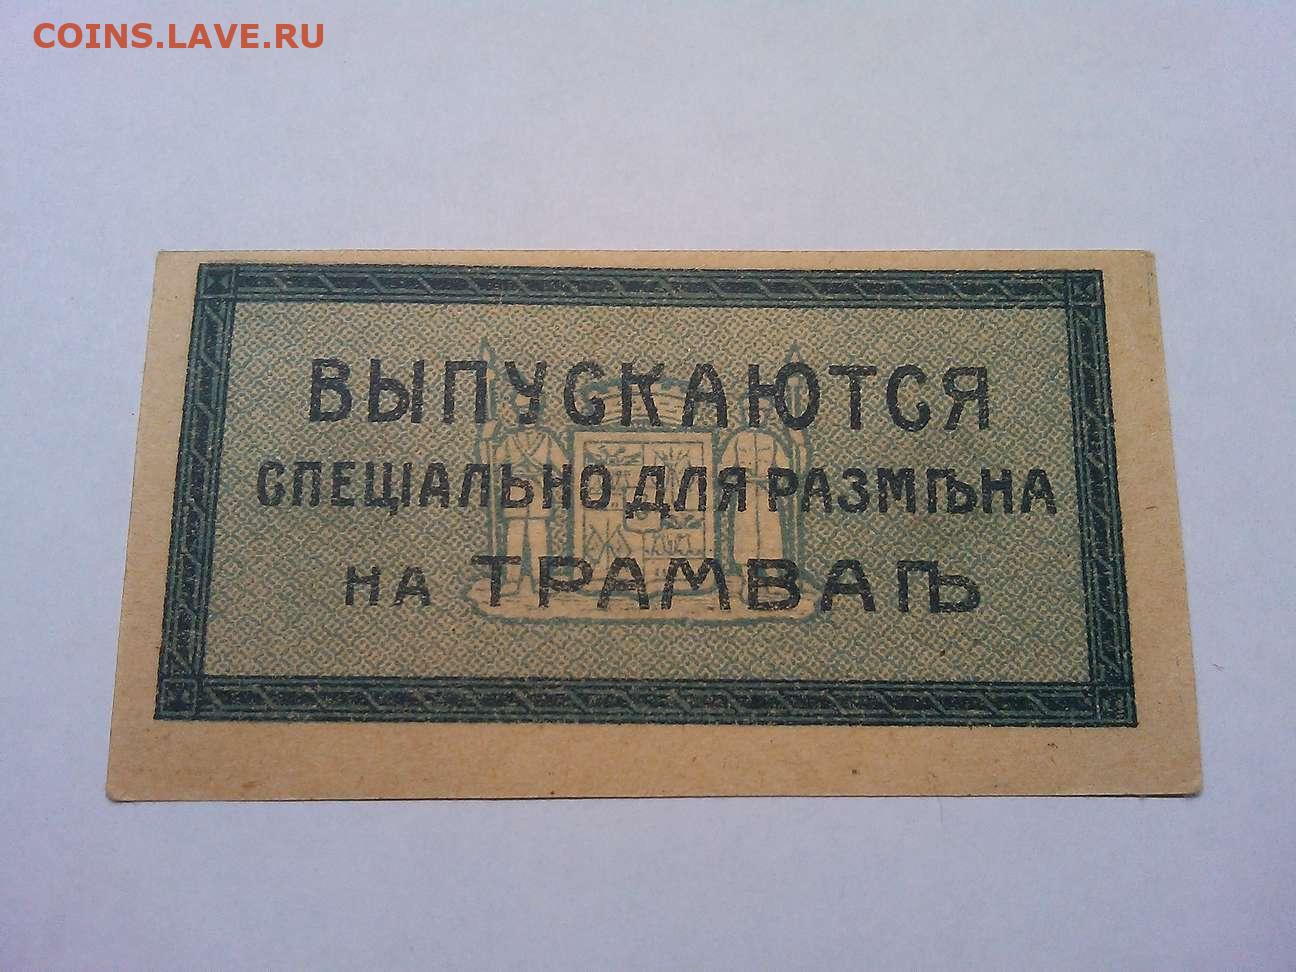 COINS.LAVE.RU
ВЫПУСКАЮТСЯ
СПЕЦІАЛЬНО ДЛЯ РАЗМѢНА
НА ТРАМВАѢ